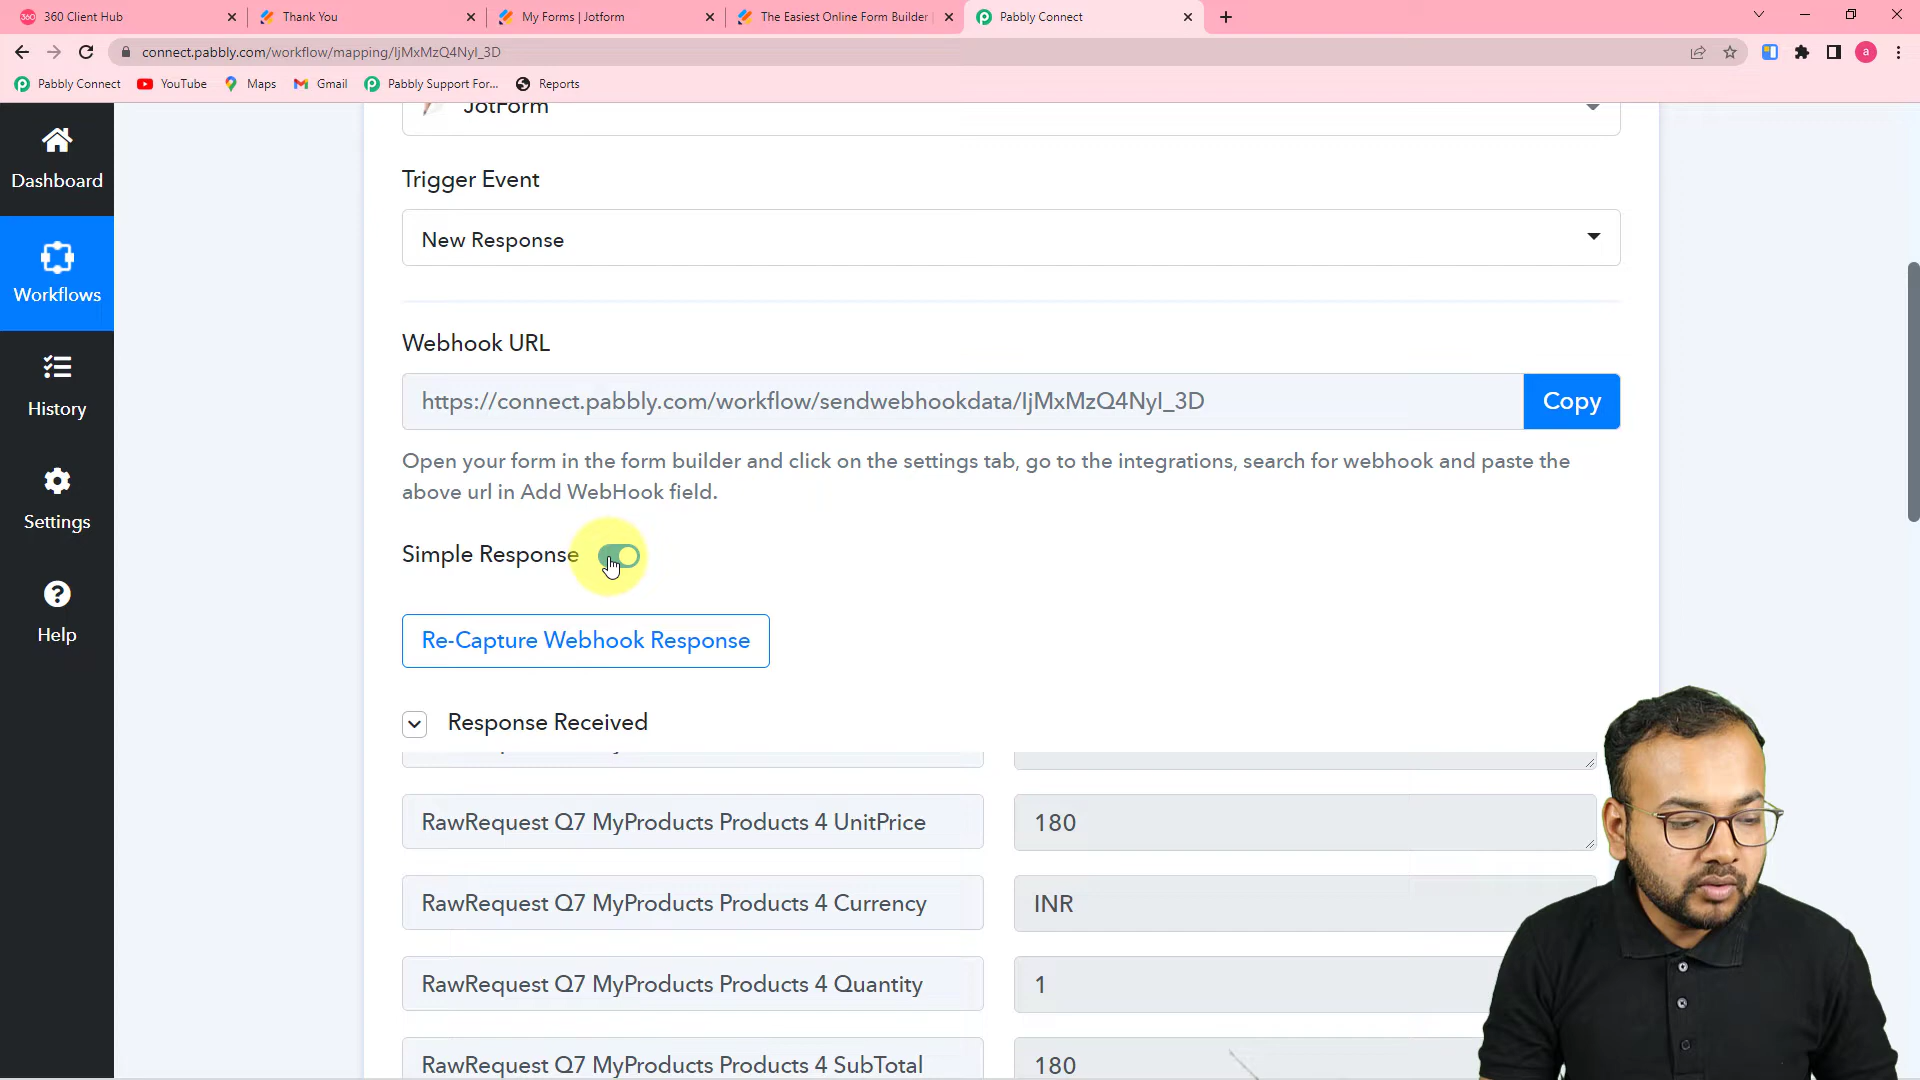 360 Client Hub
Thank You
My Forms | Jotform
The Easiest Online Form Builder
Pabbly Connect
connect.pabbly.com/workflow/mapping/IjMxMzQ4NyI_3D
a
Pabbly Connect
YouTube
Maps
Gmail
Pabbly Support For...
Reports
Dashboard
Workflows
History
Settings
Help
JotForm
Trigger Event
New Response
Webhook URL
https://connect.pabbly.com/workflow/sendwebhookdata/IjMxMzQ4NyI_3D
Copy
Open your form in the form builder and click on the settings tab, go to the integrations, search for webhook and paste the
above url in Add WebHook field.
Simple Response
Re-Capture Webhook Response
Response Received
RawRequest Q7 MyProducts Products 4 UnitPrice
180
RawRequest Q7 MyProducts Products 4 Currency
INR
RawRequest Q7 MyProducts Products 4 Quantity
1
RawRequest Q7 MyProducts Products 4 SubTotal
180